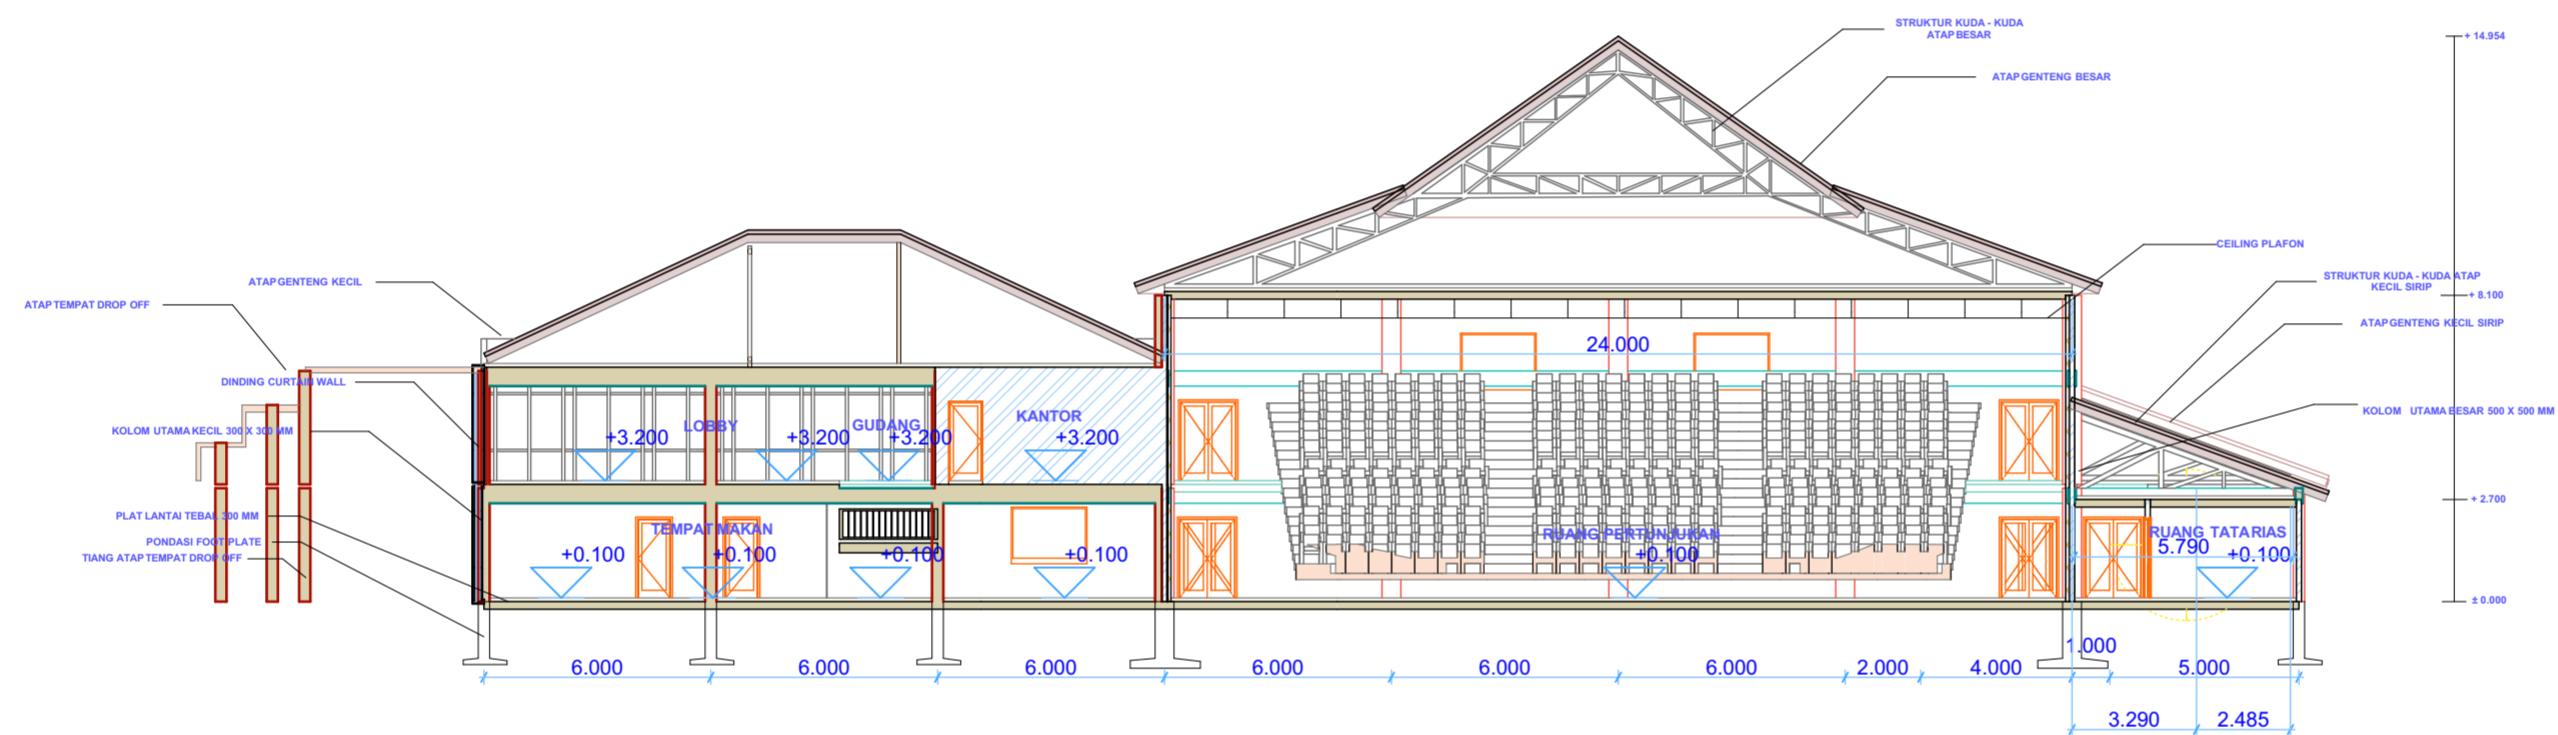 STRUKTUR KUDA - KUDA
ATAP BESAR
+ 14.954
ATAP GENTENG BESAR
CEILING PLAFON
STRUKTUR KUDA - KUDA ATAP
KECIL SIRIP
+ 8.100
ATAP GENTENG KECIL SIRIP
ATAP GENTENG KECIL
ATAP TEMPAT DROP OFF
24.000
DINDING CURTAIN WALL
KOLOM UTAMA BESAR 500 X 500 MM
KOLOM UTAMA KECIL 300 X 300 MM
LOBBY
GUDANG
KANTOR
+3.200
+3.200
+3.200
+3.200
+ 2.700
PLAT LANTAI TEBAL 300 MM
PONDASI FOOT PLATE
TIANG ATAP TEMPAT DROP OFF
TEMPAT MAKAN
RUANG PERTUNJUKAN
RUANG TATARIAS
5.790
+0.100
+0.100
+0.100
+0.100
+0.100
+0.100
± 0.000
1.000
6.000
6.000
6.000
6.000
6.000
6.000
2.000
4.000
5.000
3.290
2.485